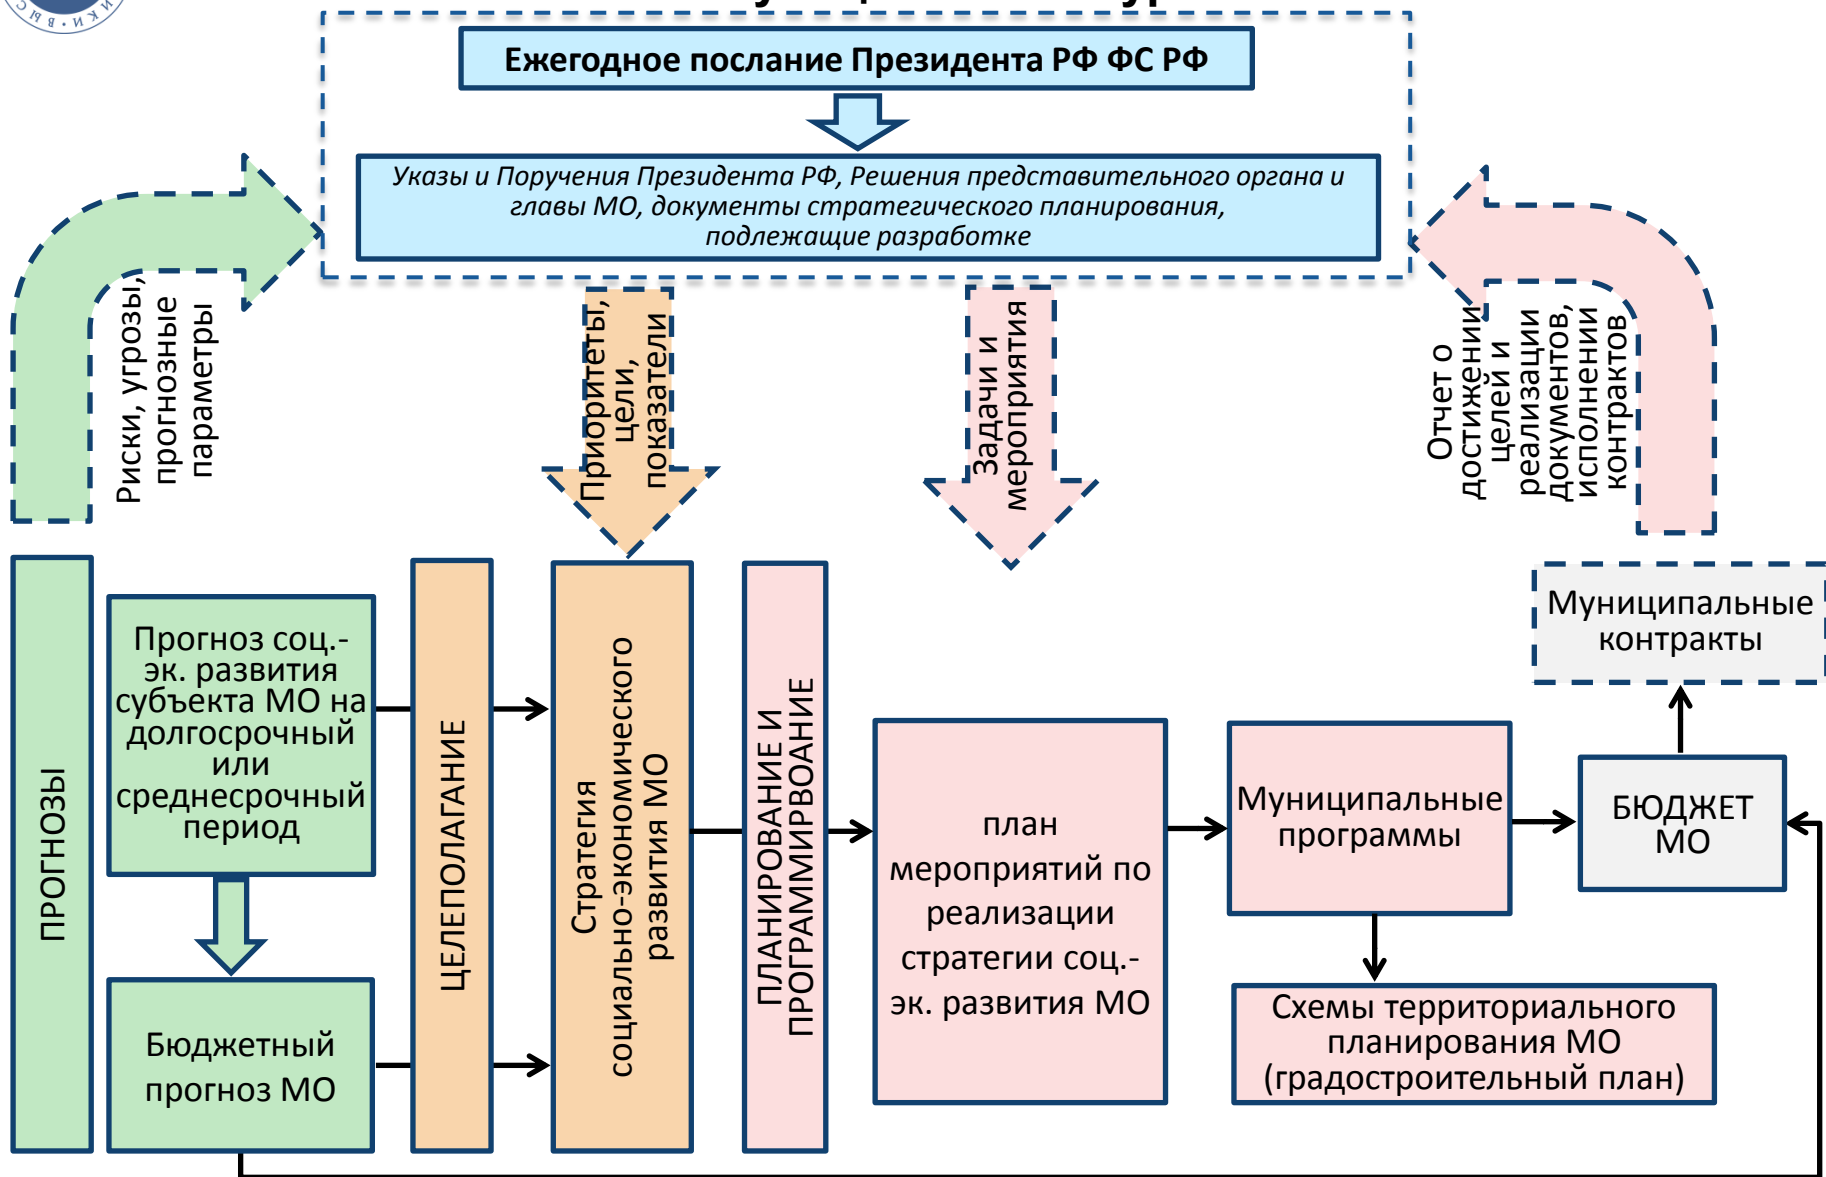 Ежегодное послание Президента РФ ФС РФ
Указы и Поручения Президента РФ, Решения представительного органа и
главы МО, документы стратегического планирования,
подлежащие разработке
Риски, угрозы,
прогнозные
параметры
Приоритеты,
цели,
показатели
Задачи и
мероприятия
Отчет о
достижении
целей и
реализации
документов,
исполнении
контрактов
ПРОГНОЗЫ
Прогноз соц.-
эк. развития
субъекта МО на
долгосрочный
или
среднесрочный
период
Бюджетный
прогноз МО
ЦЕЛЕПОЛАГАНИЕ
Стратегия
социально-экономического
развития МО
ПЛАНИРОВАНИЕ И
ПРОГРАММИРВОАНИЕ
план
мероприятий по
реализации
стратегии соц.-
эк. развития МО
Муниципальные
программы
Схемы территориального
планирования МО
(градостроительный план)
Муниципальные
контракты
БЮДЖЕТ
МО